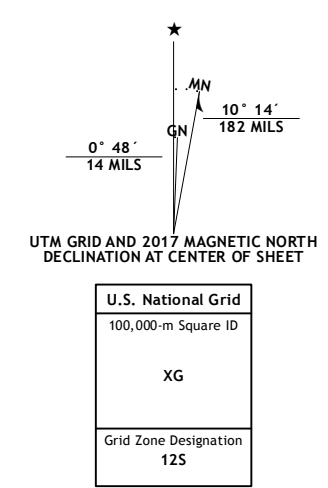 ★
MN
GN
10° 14´
182 MILS
0° 48´
14 MILS
UTM GRID AND 2017 MAGNETIC NORTH
DECLINATION AT CENTER OF SHEET
U.S. National Grid
100,000-m Square ID
XG
Grid Zone Designation
12S